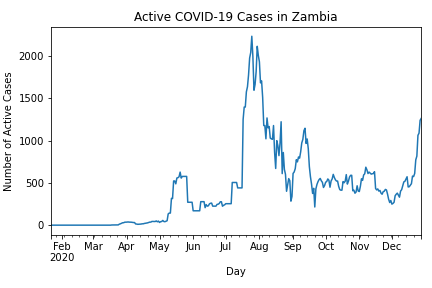 Active COVID-19 Cases in Zambia
Number of Active Cases
2000
1500
1000
500
0
Feb Mar Apr May Jun Jul Aug Sep Oct Nov Dec
2020
Day